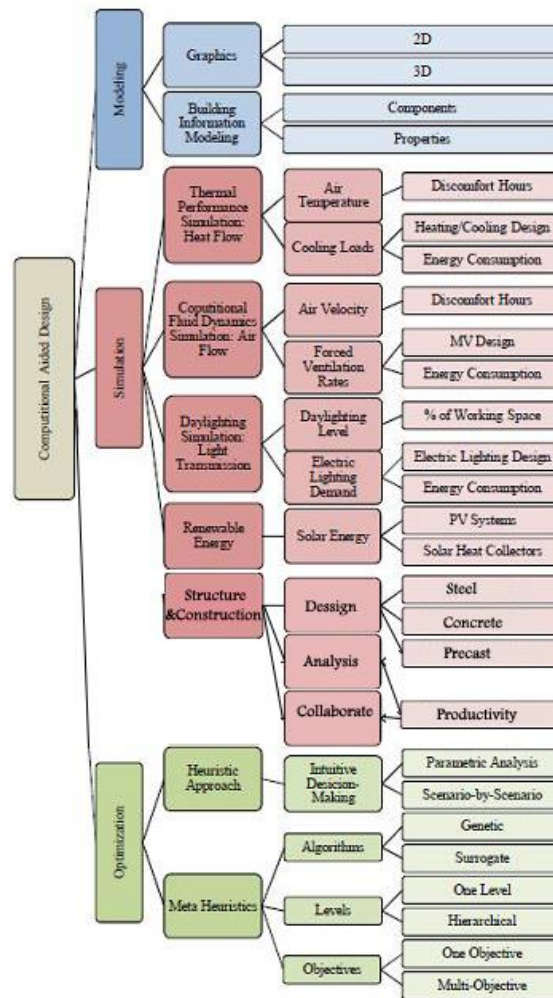 Computitional Aided Design
Modeling
Graphics
2D
3D
Building
Information
Modeling
Components
Properties
Simulation
Thermal
Performance
Simulation:
Heat Flow
Air
Temperature
Discomfort Hours
Cooling Loads
Heating/Cooling Design
Energy Consumption
Coputitional
Fluid Dynamics
Simulation: Air
Flow
Air Velocity
Discomfort Hours
Forced
Ventilation
Rates
MV Design
Energy Consumption
Daylighting
Simulation:
Light
Transmission
Daylighting
Level
% of Working Space
Electric
Lighting
Demand
Electric Lighting Design
Energy Consumption
Renewable
Energy
Solar Energy
PV Systems
Solar Heat Collectors
Structure
&Construction
Dessign
Steel
Concrete
Precast
Analysis
Collaborate
Productivity
Optimization
Heuristic
Approach
Intuitive
Desicion-
Making
Parametric Analysis
Scenario-by-Scenario
Meta Heuristics
Algorithms
Genetic
Surrogate
Levels
One Level
Hierarchical
Objectives
One Objective
Multi-Objective